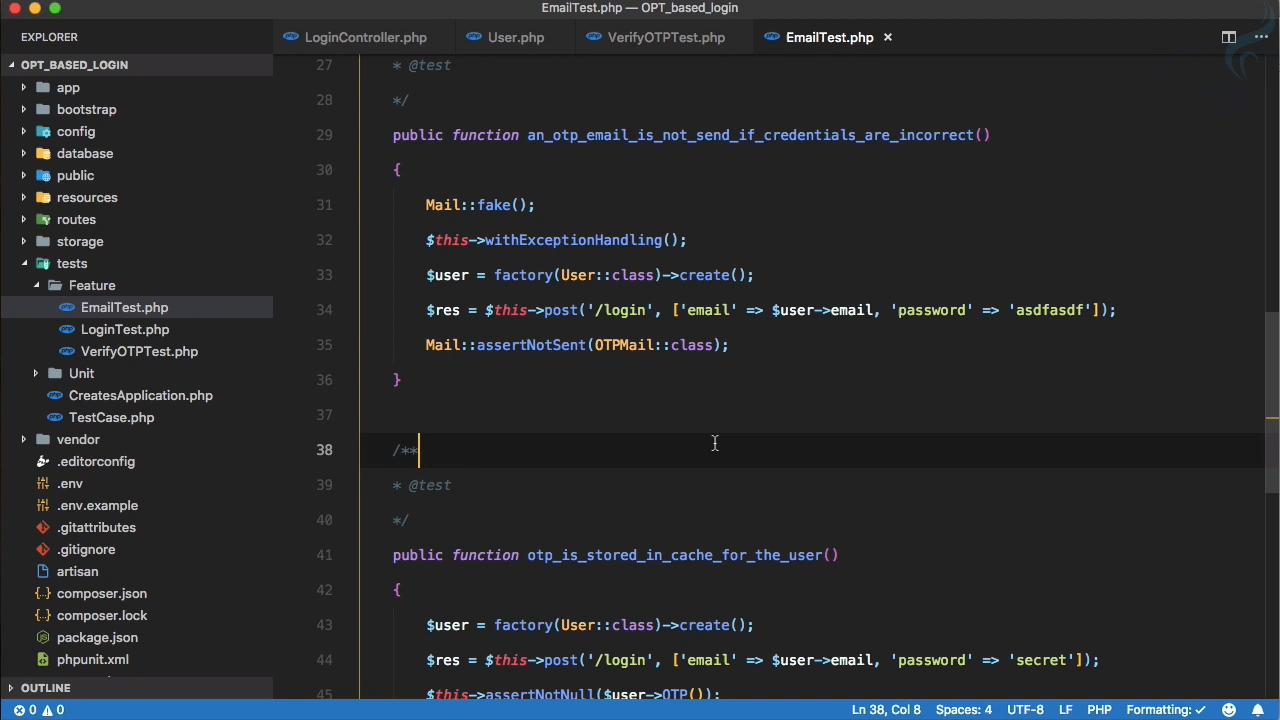 EmailTest.php — OPT_based_login
EXPLORER
LoginController.php
User.php
VerifyOTPTest.php
EmailTest.php ×
OPT_BASED_LOGIN
app
bootstrap
config
database
public
resources
routes
storage
tests
Feature
EmailTest.php
LoginTest.php
VerifyOTPTest.php
Unit
CreatesApplication.php
TestCase.php
vendor
.editorconfig
.env
.env.example
.gitattributes
.gitignore
artisan
composer.json
composer.lock
package.json
phpunit.xml
OUTLINE
27 * @test
28 */
29 public function an_otp_email_is_not_send_if_credentials_are_incorrect()
30 {
31 Mail::fake();
32 $this->withExceptionHandling();
33 $user = factory(User::class)->create();
34 $res = $this->post('/login', ['email' => $user->email, 'password' => 'asdfasdf']);
35 Mail::assertNotSent(OTPMail::class);
36 }
37
38 /**
39 * @test
40 */
41 public function otp_is_stored_in_cache_for_the_user()
42 {
43 $user = factory(User::class)->create();
44 $res = $this->post('/login', ['email' => $user->email, 'password' => 'secret']);
45 $this->assertNotNull($user->OTP());
0 0
Ln 38, Col 8 Spaces: 4 UTF-8 LF PHP Formatting: ✓